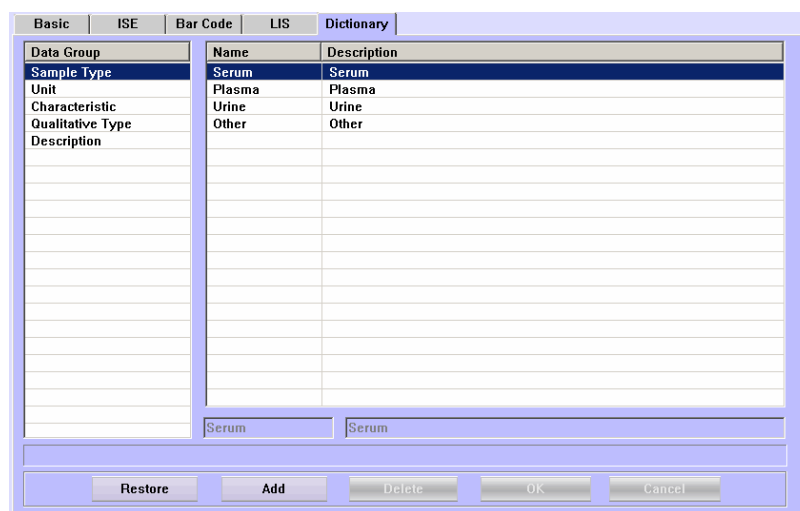 Basic ISE Bar Code LIS Dictionary
Data Group Name Description
Sample Type Serum Serum
Unit Plasma Plasma
Characteristic Urine Urine
Qualitative Type Other Other
Description
Serum Serum
Restore Add Delete OK Cancel